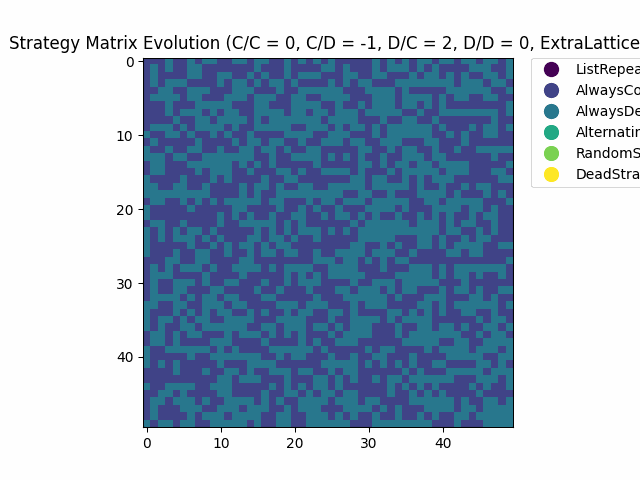 Strategy Matrix Evolution (C/C = 0, C/D = -1, D/C = 2, D/D = 0, ExtraLattice
0
10
20
30
40
0
10
20
30
40
ListRepea
AlwaysCo
AlwaysDe
Alternatin
RandomS
DeadStra